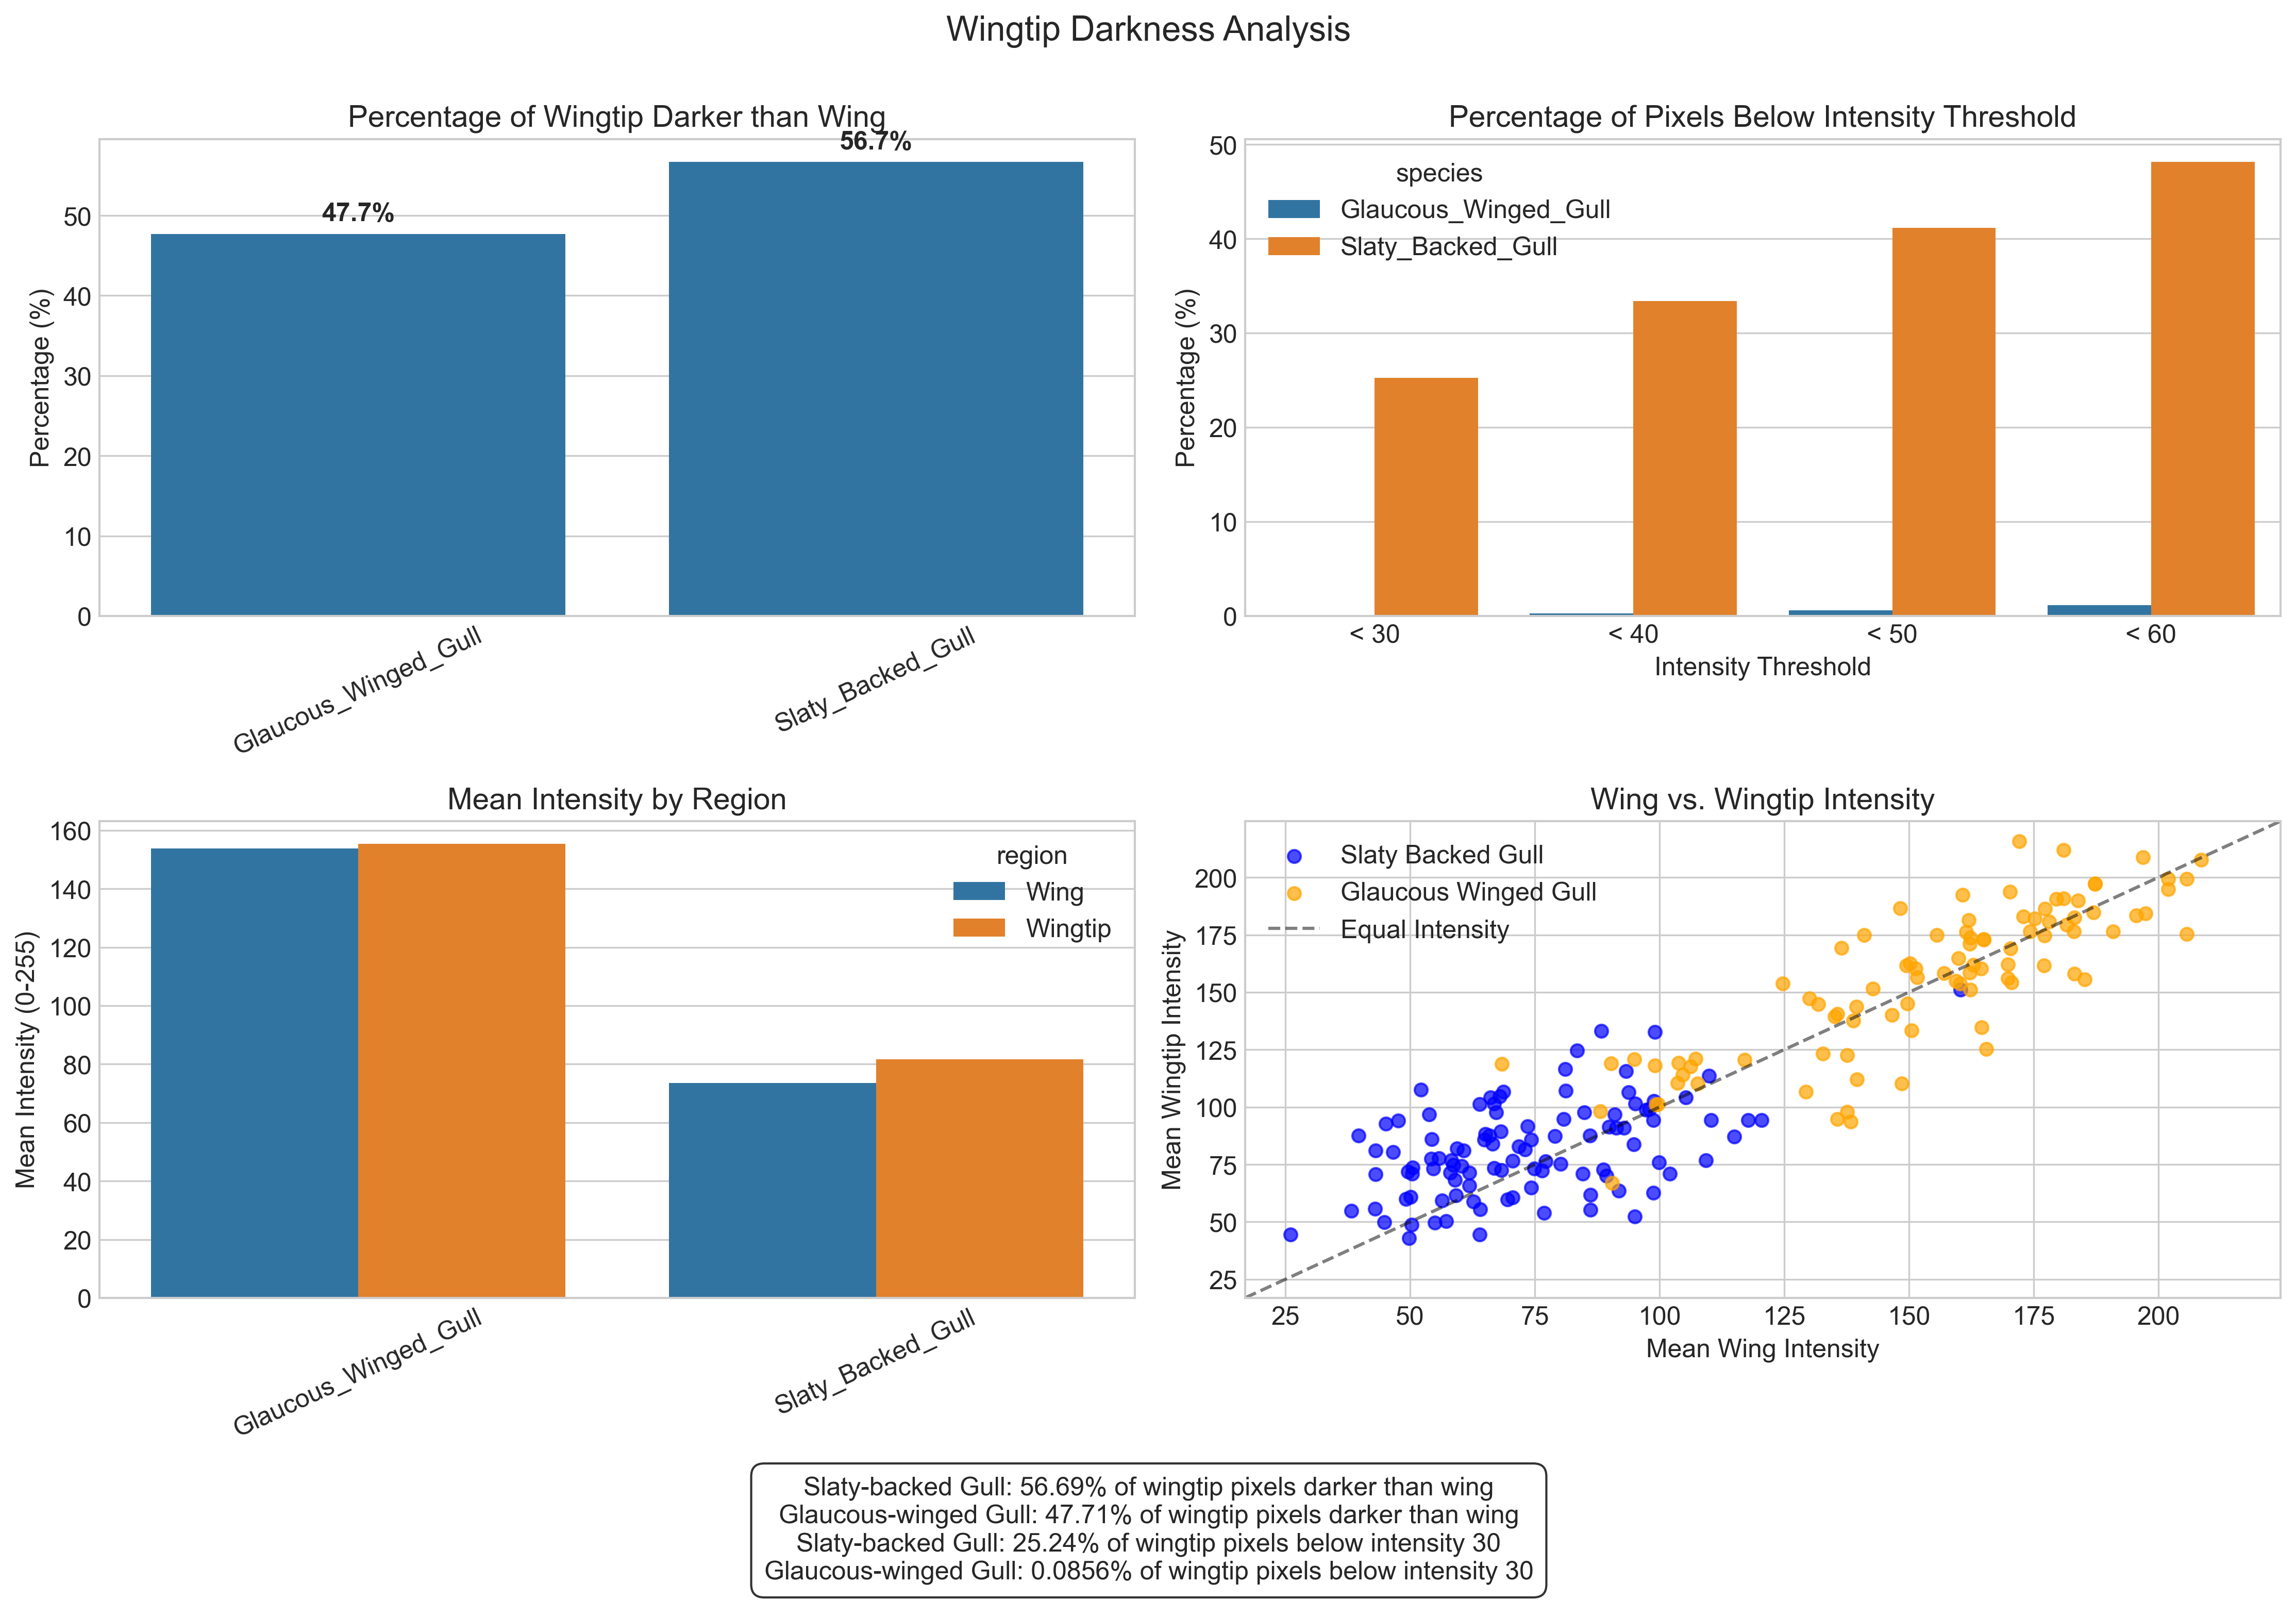 Wingtip Darkness Analysis
Percentage of Wingtip Darker than Wing
Percentage (%)
50
40
30
20
10
0
47.7%
56.7%
Glaucous_Winged_Gull
Slaty_Backed_Gull
Percentage of Pixels Below Intensity Threshold
Percentage (%)
50
40
30
20
10
0
species
Glaucous_Winged_Gull
Slaty_Backed_Gull
< 30
< 40
< 50
< 60
Intensity Threshold
Mean Intensity by Region
Mean Intensity (0-255)
160
140
120
100
80
60
40
20
0
region
Wing
Wingtip
Glaucous_Winged_Gull
Slaty_Backed_Gull
Wing vs. Wingtip Intensity
Mean Wingtip Intensity
200
175
150
125
100
75
50
25
Slaty Backed Gull
Glaucous Winged Gull
Equal Intensity
25
50
75
100
125
150
175
200
Mean Wing Intensity
Slaty-backed Gull: 56.69% of wingtip pixels darker than wing
Glaucous-winged Gull: 47.71% of wingtip pixels darker than wing
Slaty-backed Gull: 25.24% of wingtip pixels below intensity 30
Glaucous-winged Gull: 0.0856% of wingtip pixels below intensity 30